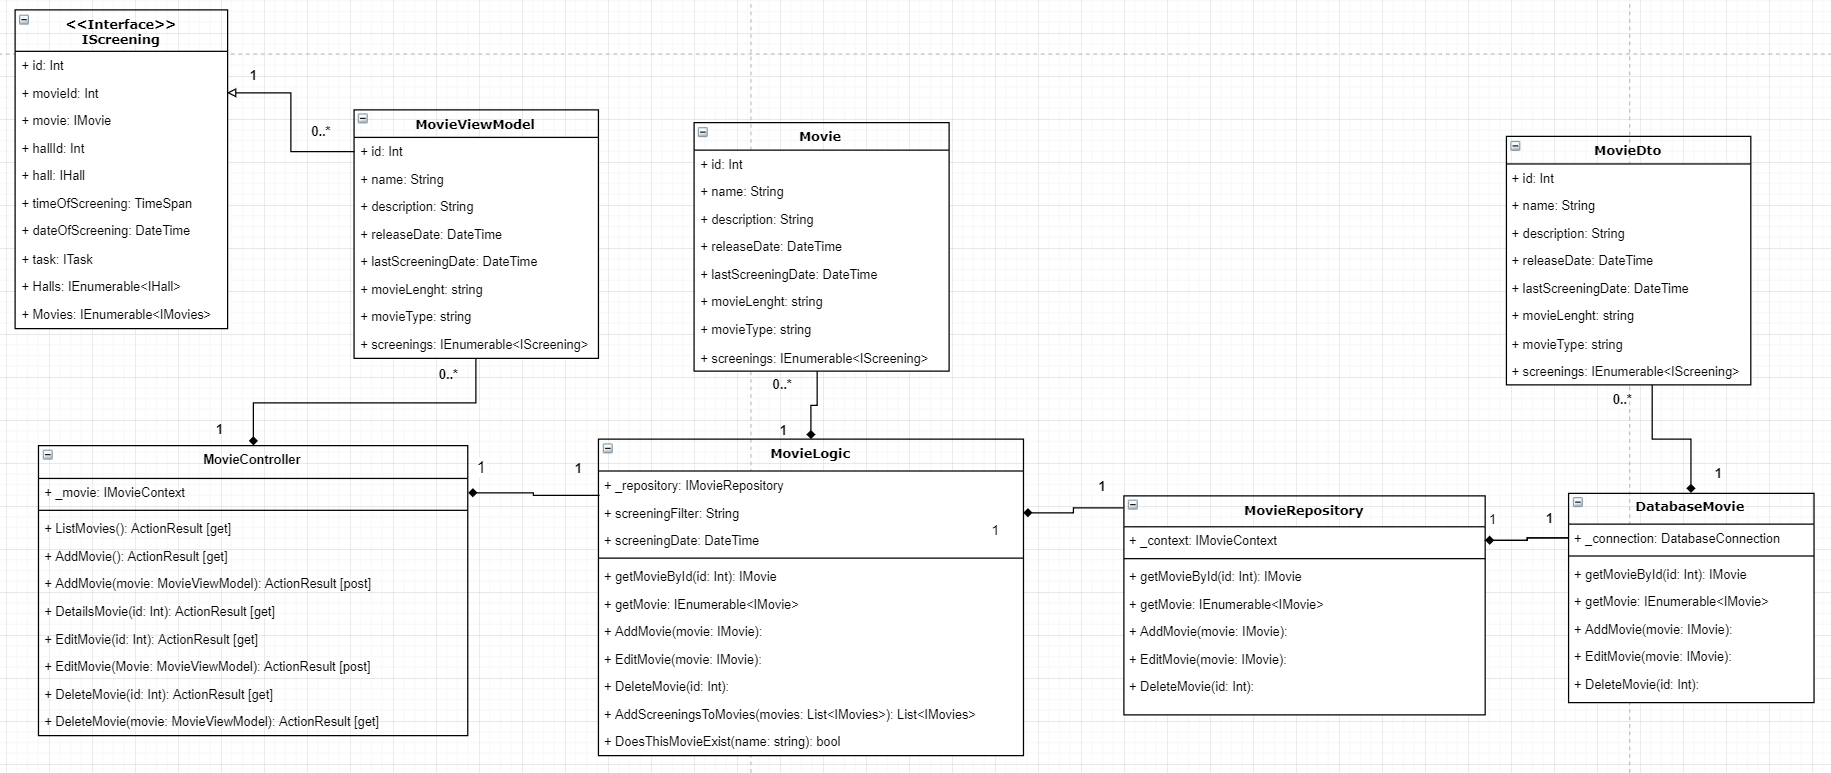 <<Interface>>
IScreening
+ id: Int
+ movieId: Int
+ movie: IMovie
+ hallId: Int
+ hall: IHall
+ timeOfScreening: TimeSpan
+ dateOfScreening: DateTime
+ task: ITask
+ Halls: IEnumerable<IHall>
+ Movies: IEnumerable<IMovies>
1
0..*
MovieViewModel
+ id: Int
+ name: String
+ description: String
+ releaseDate: DateTime
+ lastScreeningDate: DateTime
+ movieLenght: string
+ movieType: string
+ screenings: IEnumerable<IScreening>
0..*
1
Movie
+ id: Int
+ name: String
+ description: String
+ releaseDate: DateTime
+ lastScreeningDate: DateTime
+ movieLenght: string
+ movieType: string
+ screenings: IEnumerable<IScreening>
0..*
1
MovieDto
+ id: Int
+ name: String
+ description: String
+ releaseDate: DateTime
+ lastScreeningDate: DateTime
+ movieLenght: string
+ movieType: string
+ screenings: IEnumerable<IScreening>
0..*
1
MovieController
+ _movie: IMovieContext
+ ListMovies(): ActionResult [get]
+ AddMovie(): ActionResult [get]
+ AddMovie(movie: MovieViewModel): ActionResult [post]
+ DetailsMovie(id: Int): ActionResult [get]
+ EditMovie(id: Int): ActionResult [get]
+ EditMovie(Movie: MovieViewModel): ActionResult [post]
+ DeleteMovie(id: Int): ActionResult [get]
+ DeleteMovie(movie: MovieViewModel): ActionResult [get]
1
1
MovieLogic
+ _repository: IMovieRepository
+ screeningFilter: String
+ screeningDate: DateTime
1
+ getMovieById(id: Int): IMovie
+ getMovie: IEnumerable<IMovie>
+ AddMovie(movie: IMovie):
+ EditMovie(movie: IMovie):
+ DeleteMovie(id: Int):
+ AddScreeningsToMovies(movies: List<IMovies>): List<IMovies>
+ DoesThisMovieExist(name: string): bool
1
MovieRepository
+ _context: IMovieContext
+ getMovieById(id: Int): IMovie
+ getMovie: IEnumerable<IMovie>
+ AddMovie(movie: IMovie):
+ EditMovie(movie: IMovie):
+ DeleteMovie(id: Int):
1
1
DatabaseMovie
+ _connection: DatabaseConnection
+ getMovieById(id: Int): IMovie
+ getMovie: IEnumerable<IMovie>
+ AddMovie(movie: IMovie):
+ EditMovie(movie: IMovie):
+ DeleteMovie(id: Int):